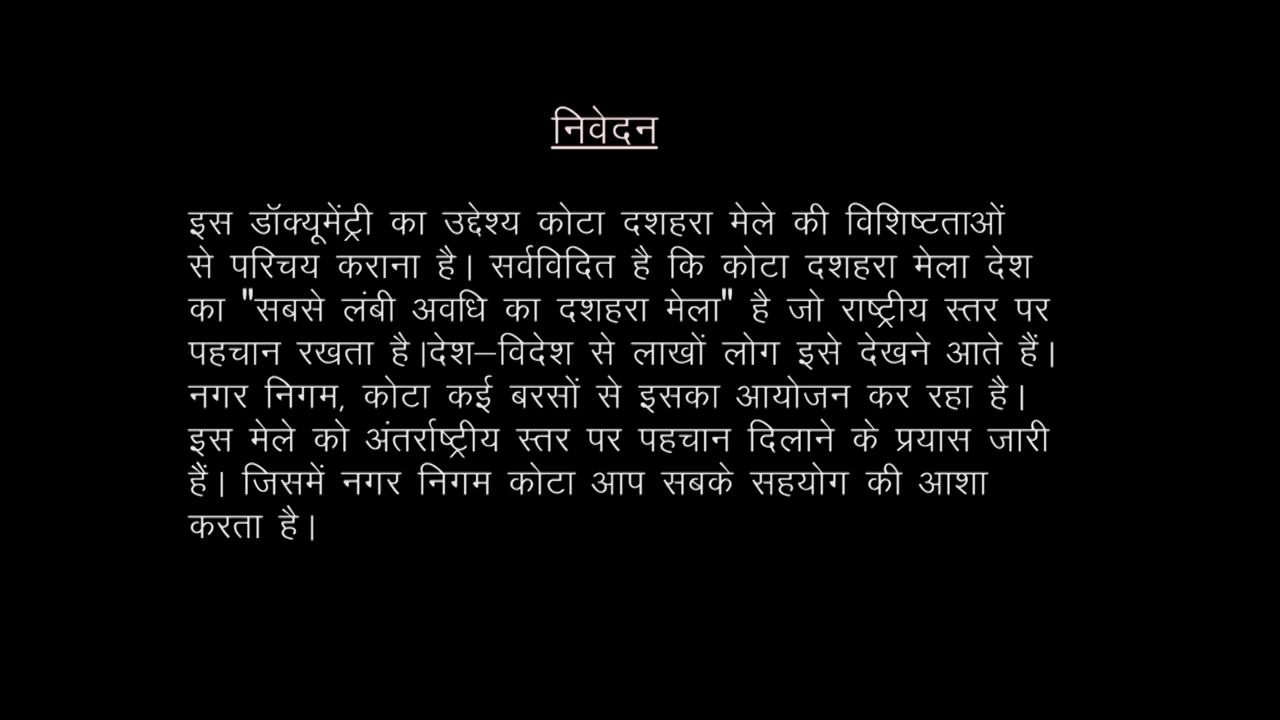 निवेदन
इस डॉक्यूमेंट्री का उद्देश्य कोटा दशहरा मेले की विशिष्टताओं
से परिचय कराना है। सर्वविदित है कि कोटा दशहरा मेला देश
का "सबसे लंबी अवधि का दशहरा मेला" है जो राष्ट्रीय स्तर पर
पहचान रखता है।देश–विदेश से लाखों लोग इसे देखने आते हैं।
नगर निगम, कोटा कई बरसों से इसका आयोजन कर रहा है।
इस मेले को अंतर्राष्ट्रीय स्तर पर पहचान दिलाने के प्रयास जारी
हैं। जिसमें नगर निगम कोटा आप सबके सहयोग की आशा
करता है।